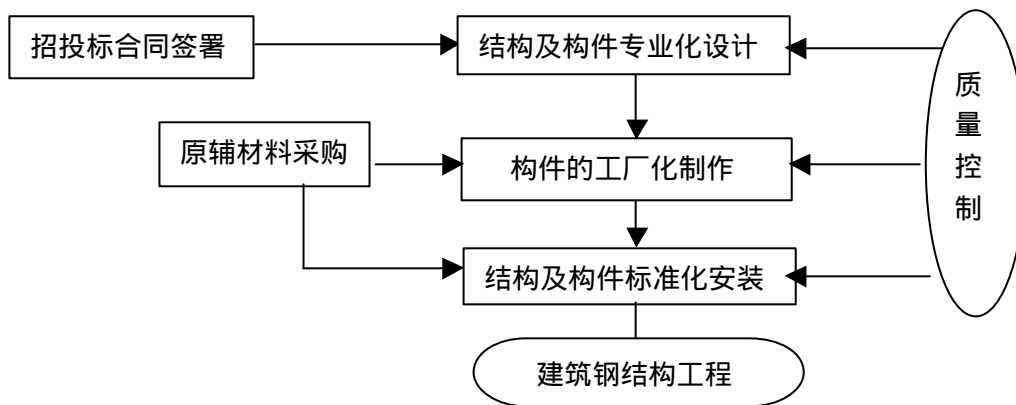 招投标合同签署
结构及构件专业化设计
质量控制
原辅材料采购
构件的工厂化制作
结构及构件标准化安装
建筑钢结构工程